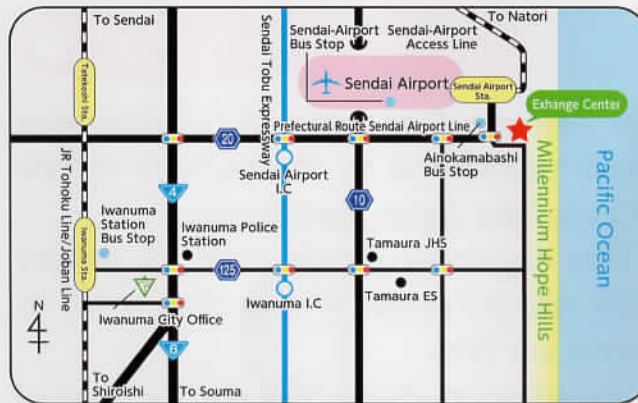 To Sendai
Sendai Tobu Expressway
Sendai-Airport
Bus Stop
Sendai-Airport
Access Line
To Natori
Tatekoshi Sta.
Sendai Airport
Sendai Airport
Sta.
Exhange Center
20
Prefectural Route Sendai Airport Line
Ainokamabashi
Bus Stop
Sendai Airport
I.C
4
10
JR Tohoku Line/Joban Line
Iwanuma
Station
Bus Stop
Iwanuma Police
Station
Iwanuma Sta.
Tamaura JHS
125
Tamaura ES
Iwanuma I.C
Iwanuma City Office
Millennium Hope Hills
Pacific Ocean
N
6
To
Shiroishi
To Souma